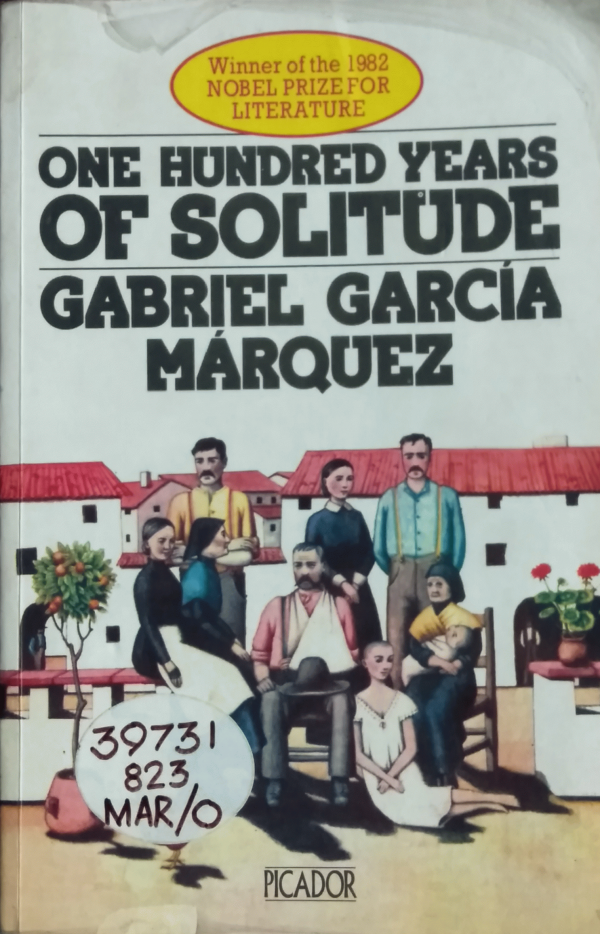 Winner of the 1982
NOBEL PRIZE FOR
LITERATURE
ONE HUNDRED YEARS
OF SOLITUDE
GABRIEL GARCÍA
MÁRQUEZ
39731
823
MAR/O
PICADOR